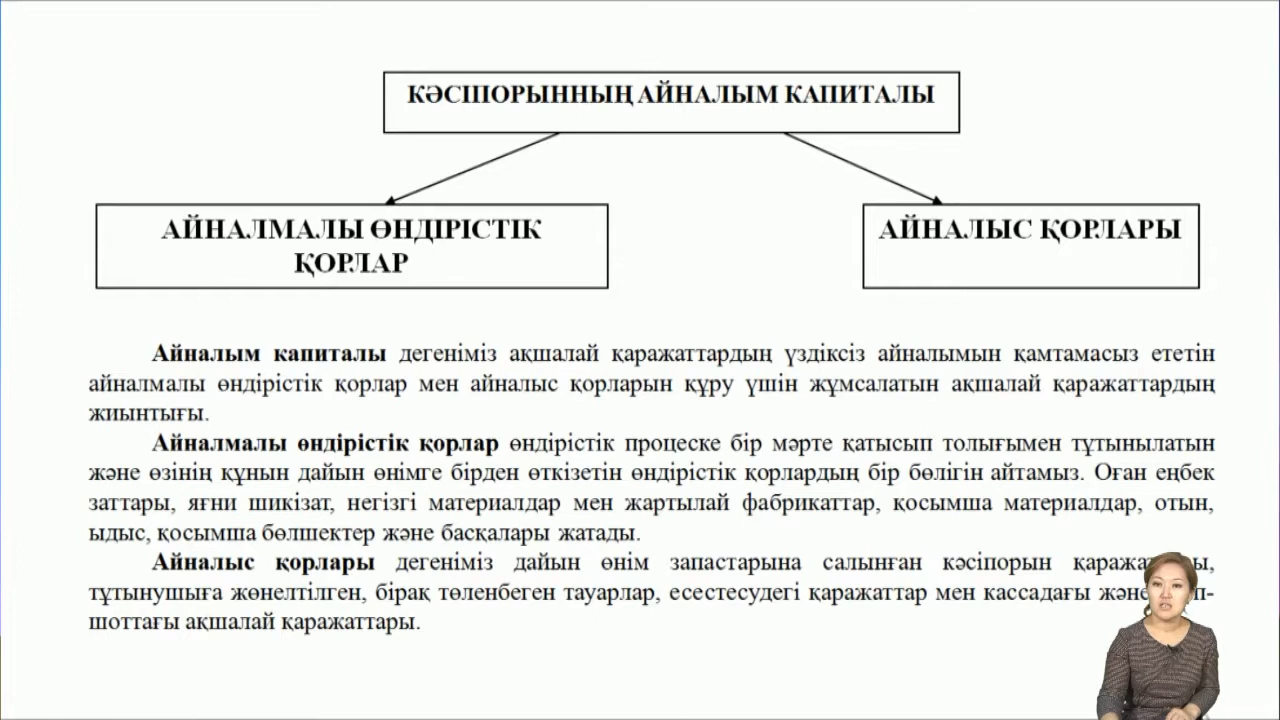 КӘСІПОРЫННЫҢ АЙНАЛЫМ КАПИТАЛЫ
АЙНАЛМАЛЫ ӨНДІРІСТІК
ҚОРЛАР
АЙНАЛЫС ҚОРЛАРЫ
Айналым капиталы дегеніміз ақшалай қаражаттардың үздіксіз айналымын қамтамасыз ететін
айналмалы өндірістік қорлар мен айналыс қорларын құру үшін жұмсалатын ақшалай қаражаттардың
жиынтығы.
Айналмалы өндірістік қорлар өндірістік процеске бір мәрте қатысып толығымен тұтынылатын
және өзінің құнын дайын өнімге бірден өткізетін өндірістік қорлардың бір бөлігін айтамыз. Оған еңбек
заттары, яғни шикізат, негізгі материалдар мен жартылай фабрикаттар, қосымша материалдар, отын,
ыдыс, қосымша бөлшектер және басқалары жатады.
Айналыс қорлары дегеніміз дайын өнім запастарына салынған кәсіпорын
тұтынушыға жөнелтілген, бірақ төленбеген тауарлар, есестесудегі қаражаттар мен кассадағы және
шоттағы ақшалай қаражаттары.